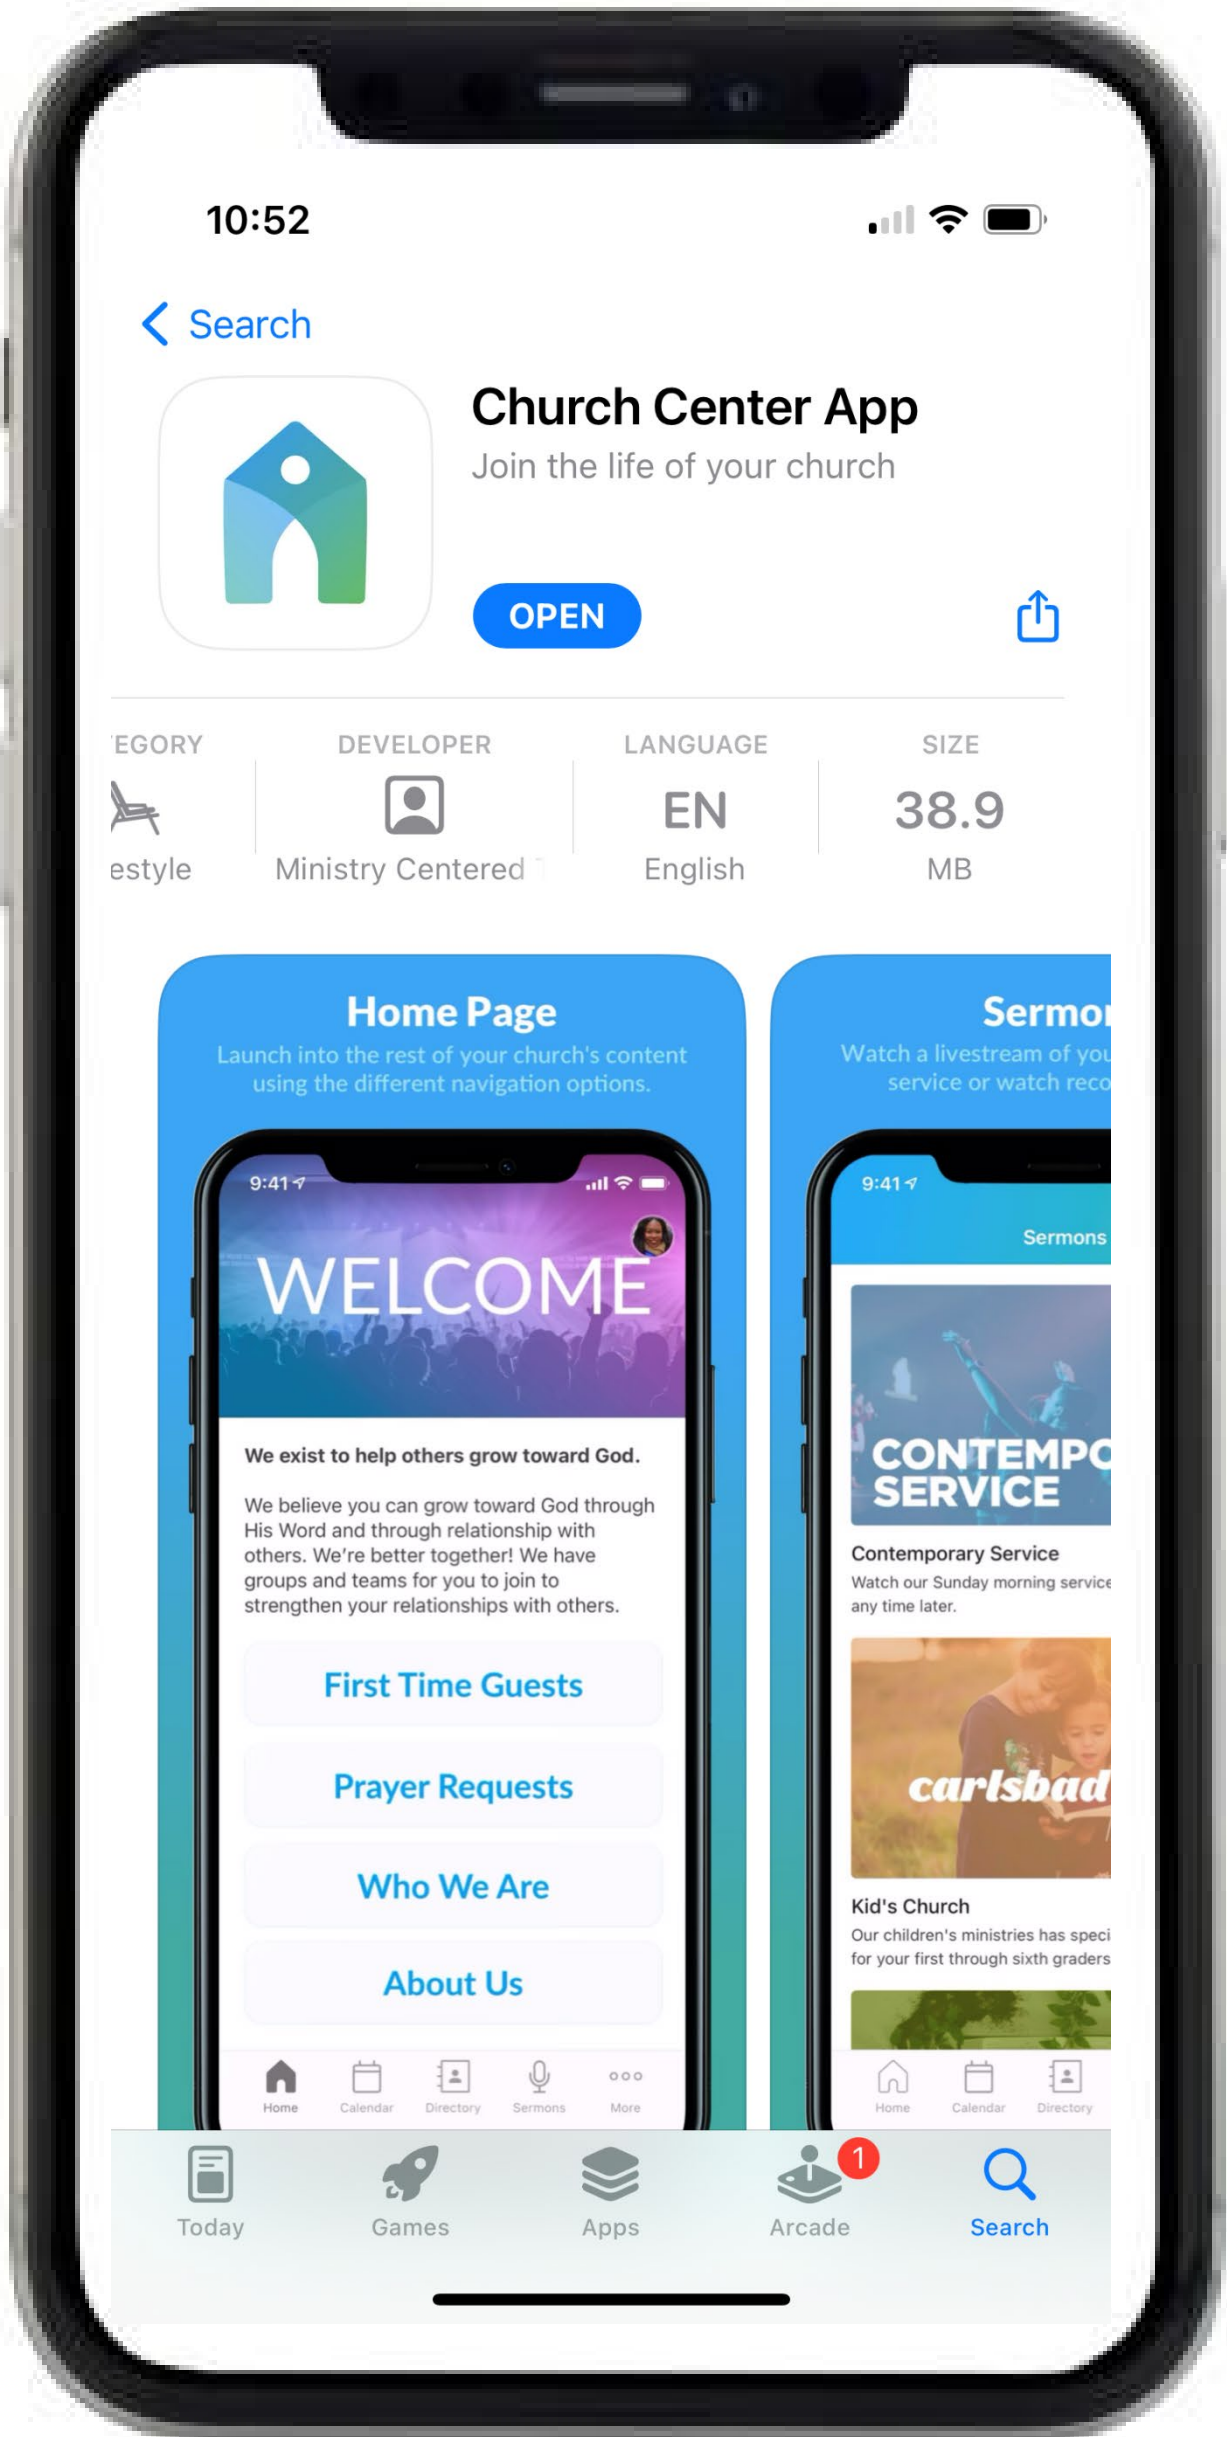 10:52
Search
Church Center App
Join the life of your church
OPEN
EGORY
DEVELOPER
LANGUAGE
SIZE
EN
38.9
estyle
Ministry Centered
English
MB
Home Page
Launch into the rest of your church's content
using the different navigation options.
9:41
WELCOME
We exist to help others grow toward God.
We believe you can grow toward God through
His Word and through relationship with
others. We're better together! We have
groups and teams for you to join to
strengthen your relationships with others.
First Time Guests
Prayer Requests
Who We Are
About Us
Home
Calendar
Directory
Sermons
More
Sermo
Watch a livestream of you
service or watch reco
9:41
Sermons
CONTEMPO
SERVICE
Contemporary Service
Watch our Sunday morning service
any time later.
carlsbad
Kid's Church
Our children's ministries has speci
for your first through sixth graders
Home
Calendar
Directory
Today
Games
Apps
Arcade
1
Search